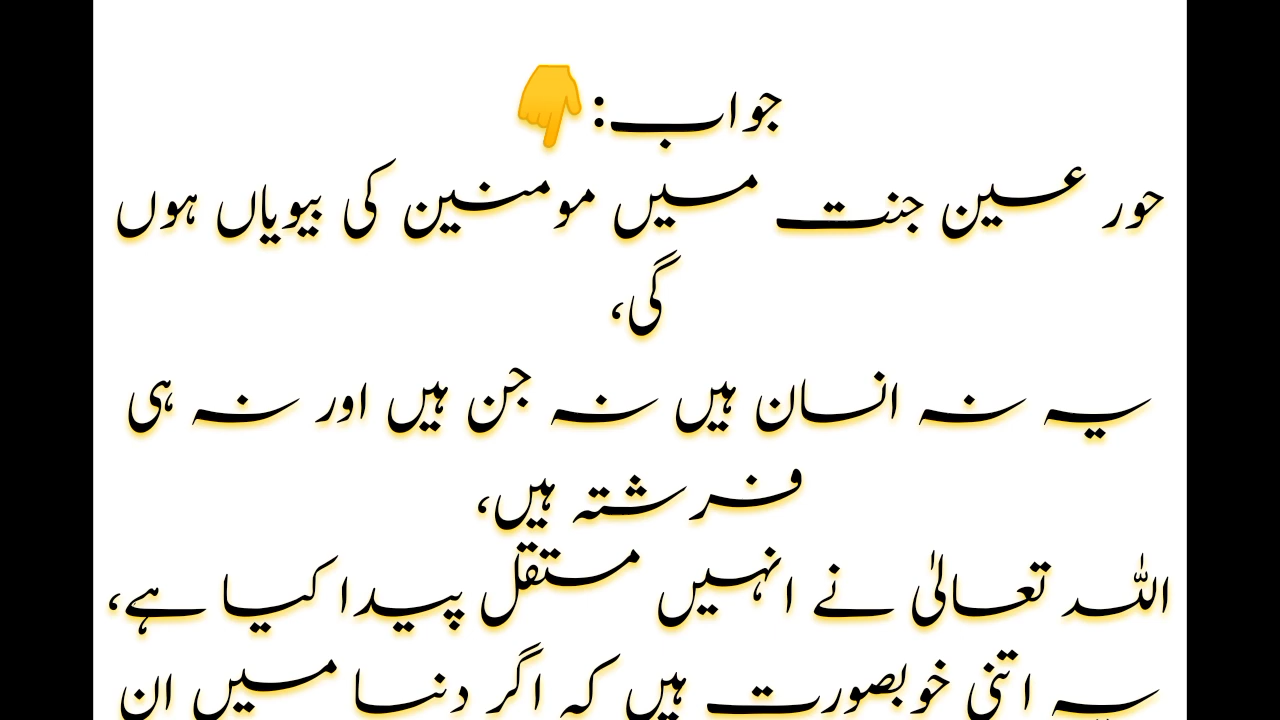 جواب:👇
حور عین جنت میں مومنین کی بیویاں ہوں
گی،
یہ نہ انسان ہیں نہ جن ہیں اور نہ ہی
فرشتہ ہیں،
اللہ تعالیٰ نے انہیں مستقل پیدا کیا ہے،
یہ اتنی خوبصورت ہیں کہ اگر دنیا میں ان